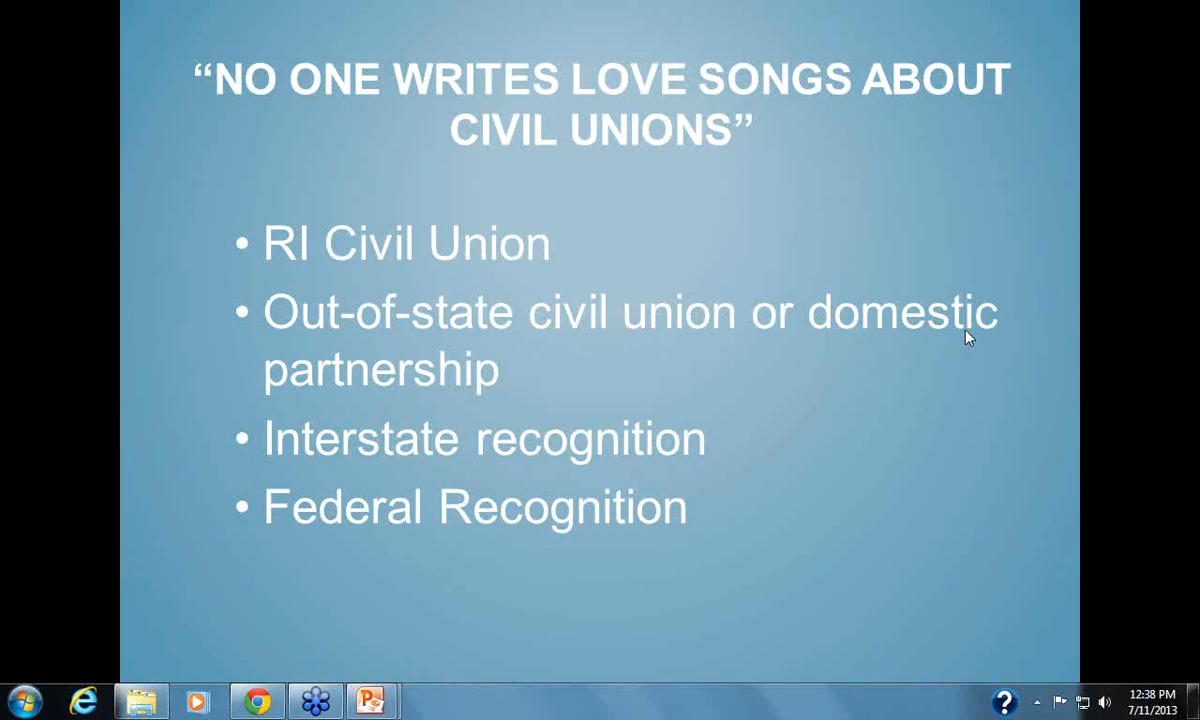 “NO ONE WRITES LOVE SONGS ABOUT
CIVIL UNIONS”
• RI Civil Union
• Out-of-state civil union or domestic
partnership
• Interstate recognition
• Federal Recognition
12:38 PM
7/11/2013